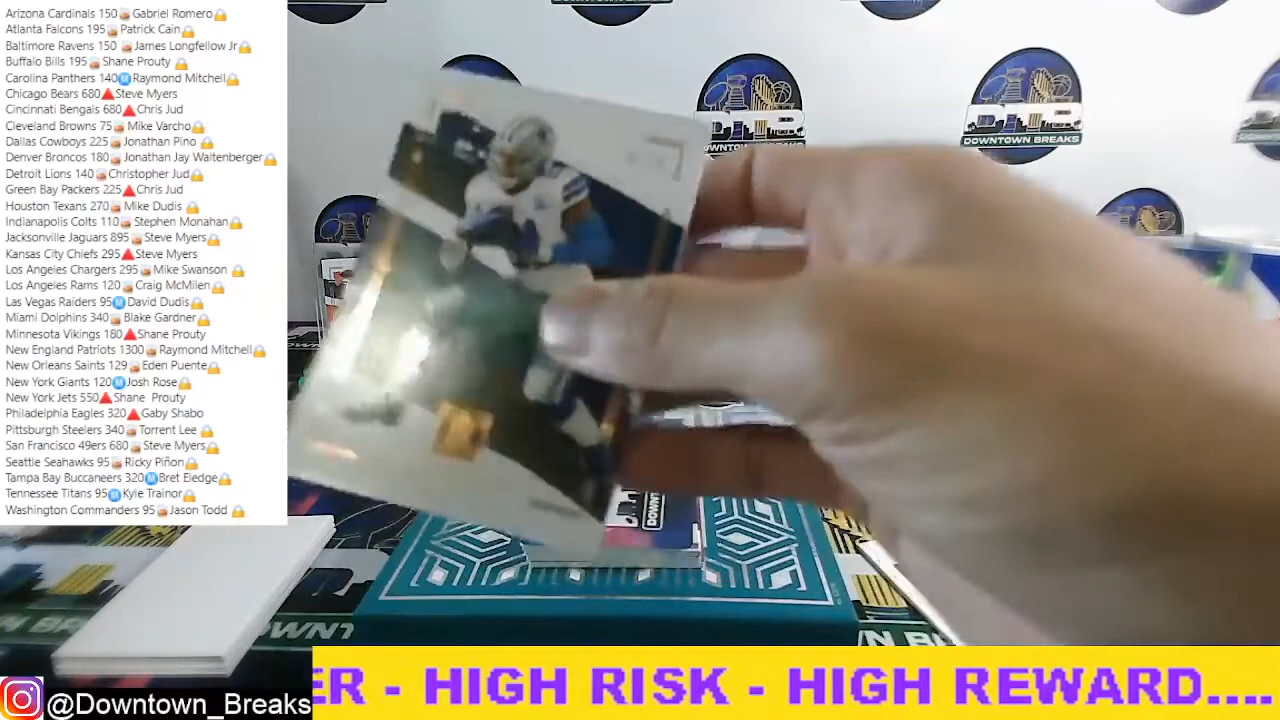 Arizona Cardinals 150 Gabriel Romero
Atlanta Falcons 195 Patrick Cain
Baltimore Ravens 150 James Longfellow Jr
Buffalo Bills 195 Shane Prouty
Carolina Panthers 140 M Raymond Mitchell
Chicago Bears 680 Steve Myers
Cincinnati Bengals 680 Chris Jud
Cleveland Browns 75 Mike Varcho
Dallas Cowboys 225 Jonathan Pino
Denver Broncos 180 Jonathan Jay Waltenberger
Detroit Lions 140 Christopher Jud
Green Bay Packers 225 Chris Jud
Houston Texans 270 Mike Dudis
Indianapolis Colts 110 Stephen Monahan
Jacksonville Jaguars 895 Steve Myers
Kansas City Chiefs 295 Steve Myers
Los Angeles Chargers 295 Mike Swanson
Los Angeles Rams 120 Craig McMilen
Las Vegas Raiders 95 M David Dudis
Miami Dolphins 340 Blake Gardner
Minnesota Vikings 180 Shane Prouty
New England Patriots 1300 Raymond Mitchell
New Orleans Saints 129 Eden Puente
New York Giants 120 M Josh Rose
New York Jets 550 Shane Prouty
Philadelphia Eagles 320 Gaby Shabo
Pittsburgh Steelers 340 Torrent Lee
San Francisco 49ers 680 Steve Myers
Seattle Seahawks 95 Ricky Piñon
Tampa Bay Buccaneers 320 M Bret Eledge
Tennessee Titans 95 M Kyle Trainor
Washington Commanders 95 Jason Todd
DTB
DOWNTOWN BREAKS
DTB
DOWNTOWN BREAKS
@Downtown_Breaks
ER - HIGH RISK - HIGH REWARD....